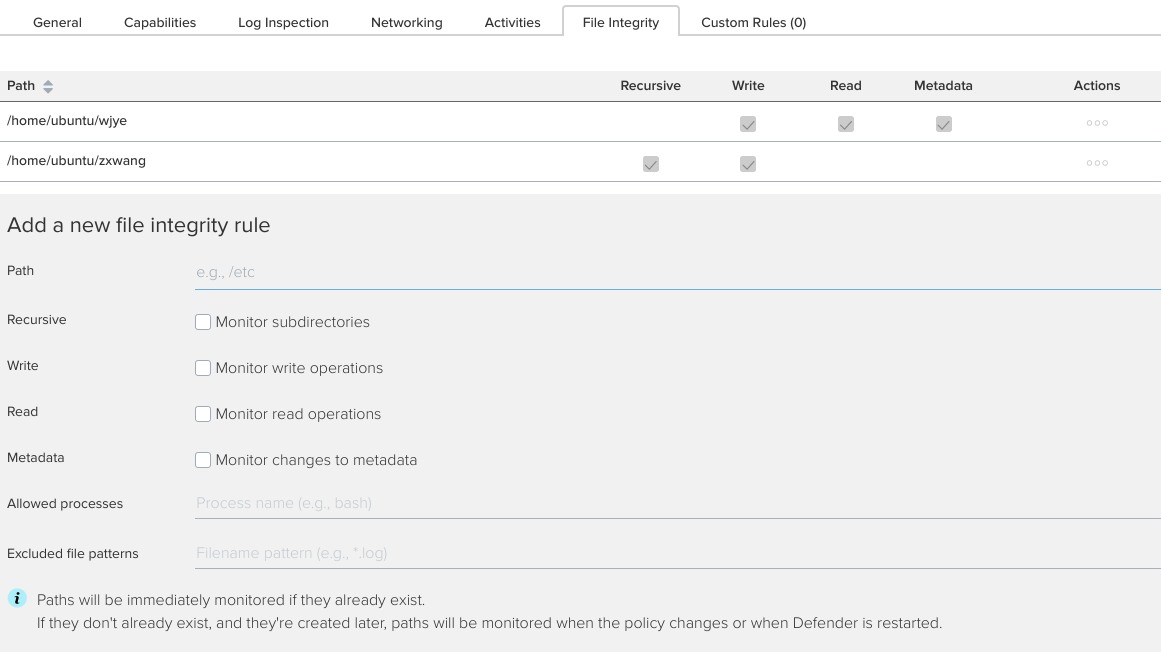 General Capabilities Log Inspection Networking Activities File Integrity Custom Rules (0)
Path Recursive Write Read Metadata Actions
/home/ubuntu/wjye
/home/ubuntu/zxwang
Add a new file integrity rule
Path e.g., /etc
Recursive Monitor subdirectories
Write Monitor write operations
Read Monitor read operations
Metadata Monitor changes to metadata
Allowed processes Process name (e.g., bash)
Excluded file patterns Filename pattern (e.g., *.log)
i Paths will be immediately monitored if they already exist.
If they don't already exist, and they're created later, paths will be monitored when the policy changes or when Defender is restarted.